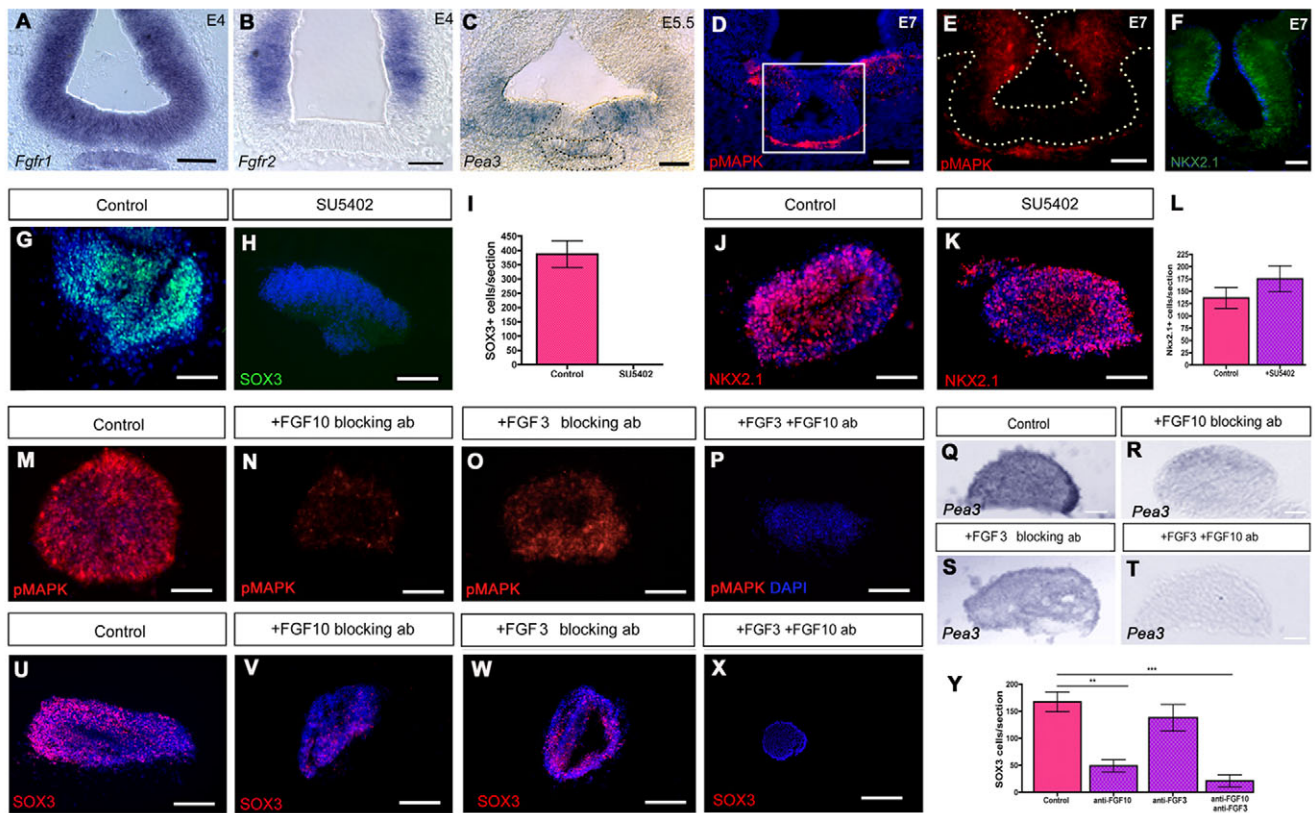 A E4
Fgfr1
B E4
Fgfr2
C E5.5
Pea3
D E7
pMAPK
E E7
pMAPK
F E7
NKX2.1
Control
SU5402
G
H
SOX3
I
SOX3+ cells/section
450
400
350
300
250
200
150
100
50
0
Control SU5402
Control
SU5402
J
NKX2.1
K
NKX2.1
L
Nkx2.1+ cells/section
225
200
175
150
125
100
75
50
25
0
Control +SU5402
Control
+FGF10 blocking ab
+FGF3 blocking ab
+FGF3 +FGF10 ab
M
pMAPK
N
pMAPK
O
pMAPK
P
pMAPK DAPI
Control
+FGF10 blocking ab
Q
Pea3
R
+FGF3 blocking ab
+FGF3 +FGF10 ab
S
Pea3
T
Pea3
Control
+FGF10 blocking ab
+FGF3 blocking ab
+FGF3 +FGF10 ab
U
SOX3
V
SOX3
W
SOX3
X
SOX3
Y
SOX3 cells/section
200
150
100
50
0
**
***
Control anti-FGF10 anti-FGF3 anti-FGF10
anti-FGF3